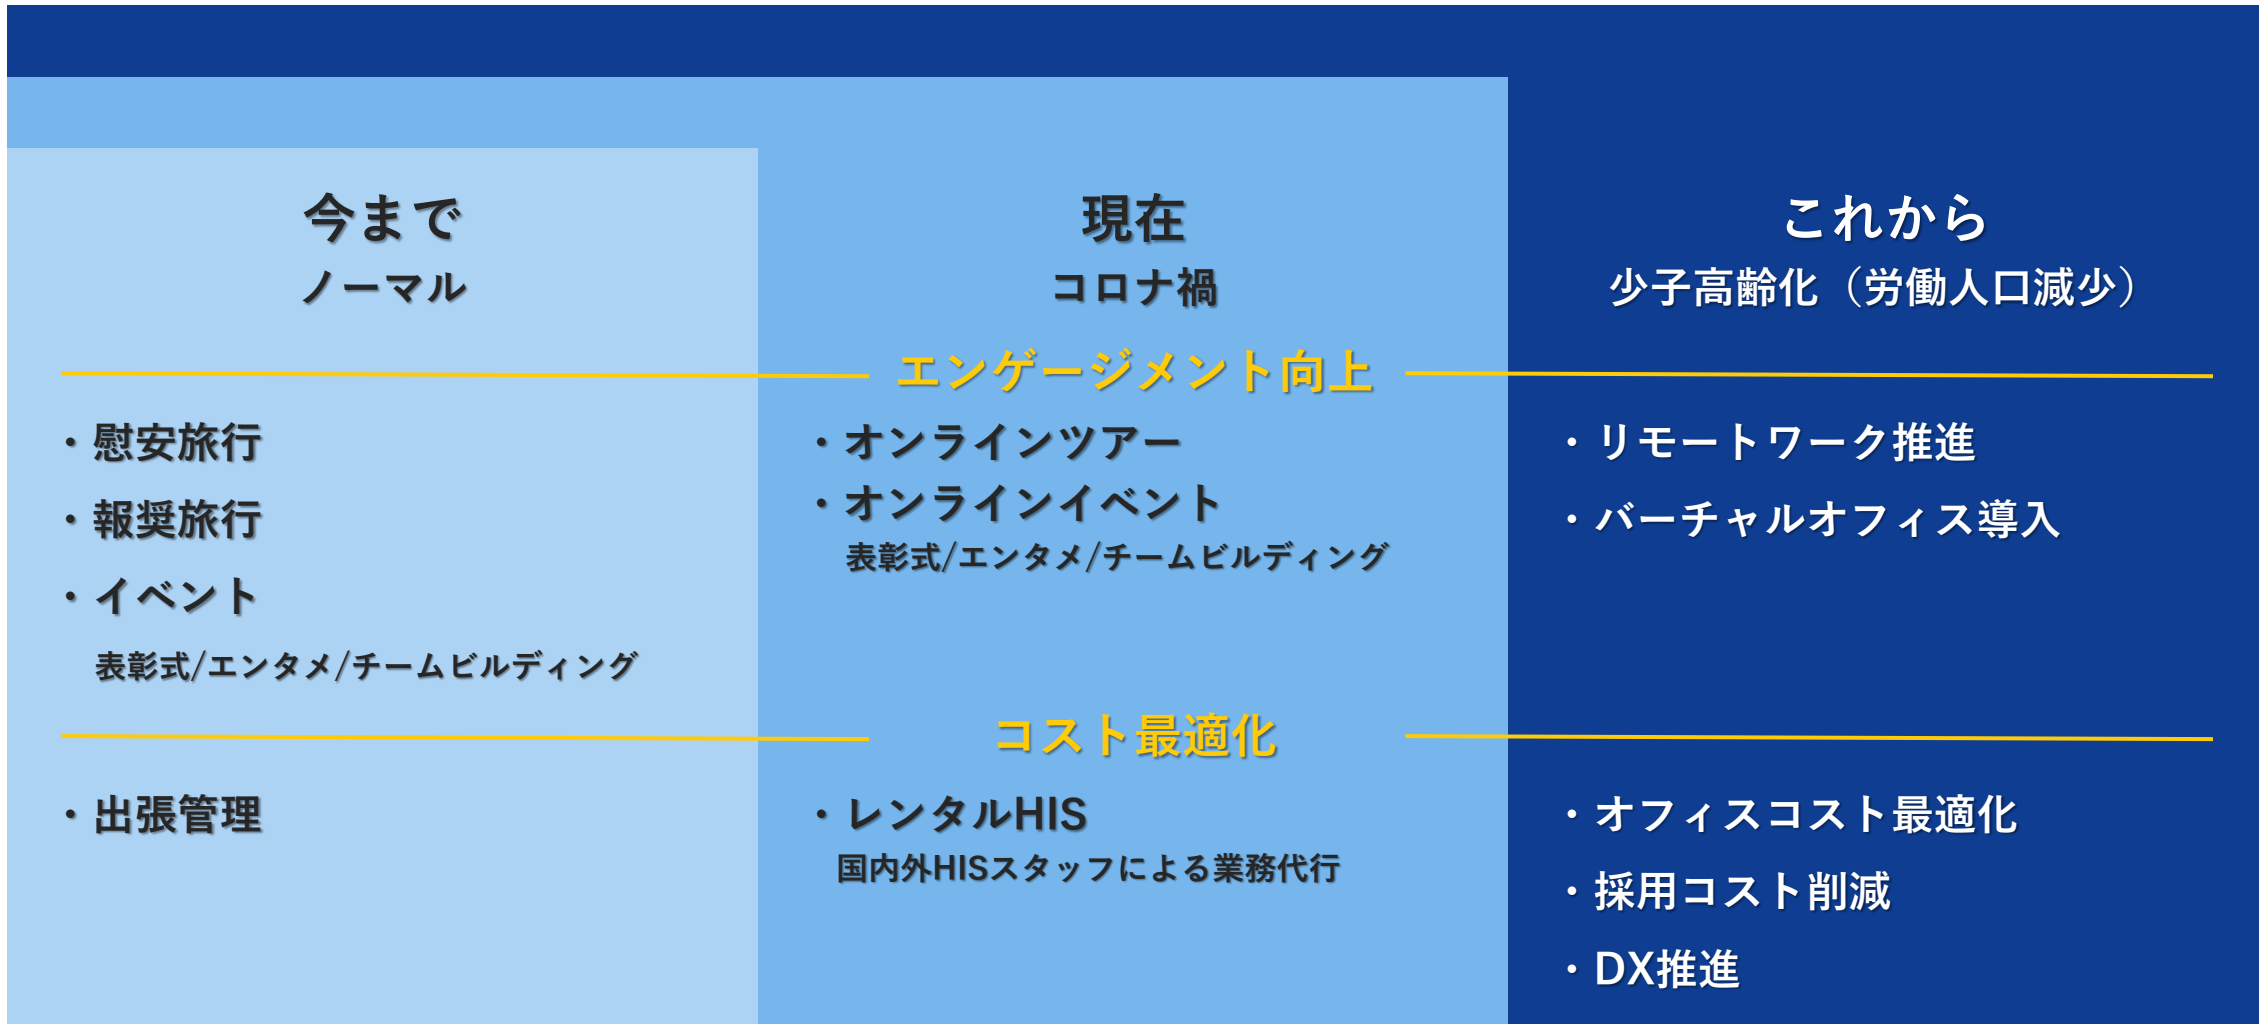 今まで
ノーマル
現在
コロナ禍
これから
少子高齢化（労働人口減少）
エンゲージメント向上
・慰安旅行
・報奨旅行
・イベント
表彰式/エンタメ/チームビルディング
・オンラインツアー
・オンラインイベント
表彰式/エンタメ/チームビルディング
・リモートワーク推進
・バーチャルオフィス導入
コスト最適化
・出張管理
・レンタルHIS
国内外HISスタッフによる業務代行
・オフィスコスト最適化
・採用コスト削減
・DX推進